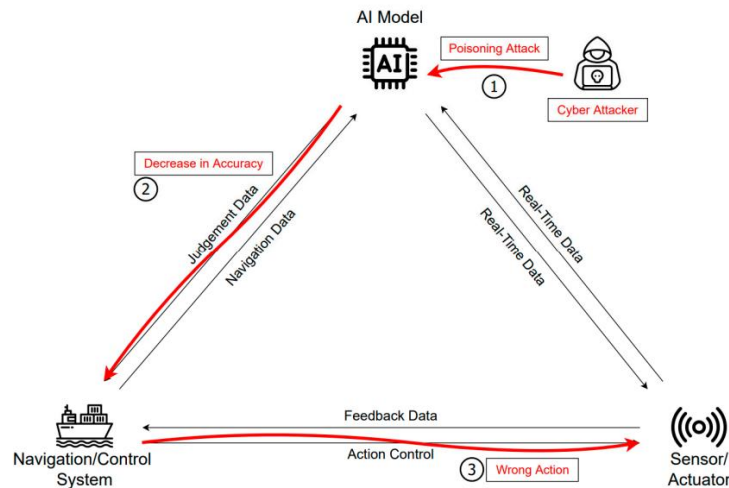 AI Model
Poisoning Attack
AI
1
Cyber Attacker
Decrease in Accuracy
2
Judgement Data
Navigation Data
Real-Time Data
Real-Time Data
Feedback Data
Action Control
Navigation/Control
System
3
Wrong Action
Sensor/
Actuator